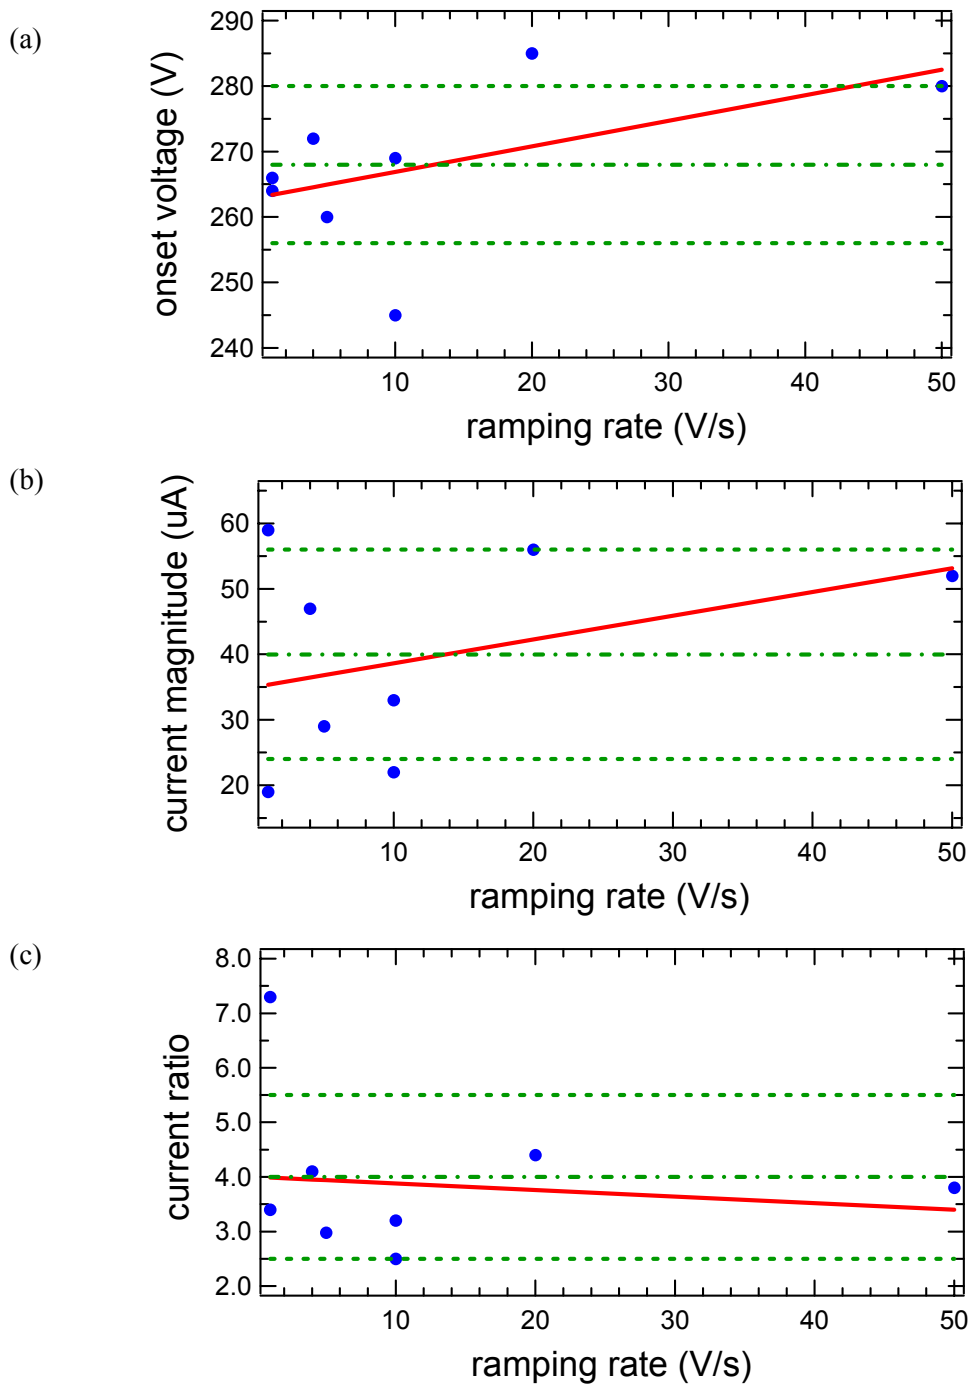 (a)
onset voltage (V)
290
280
270
260
250
240
10 20 30 40 50
ramping rate (V/s)
(b)
current magnitude (uA)
60
50
40
30
20
10 20 30 40 50
ramping rate (V/s)
(c)
current ratio
8.0
7.0
6.0
5.0
4.0
3.0
2.0
10 20 30 40 50
ramping rate (V/s)